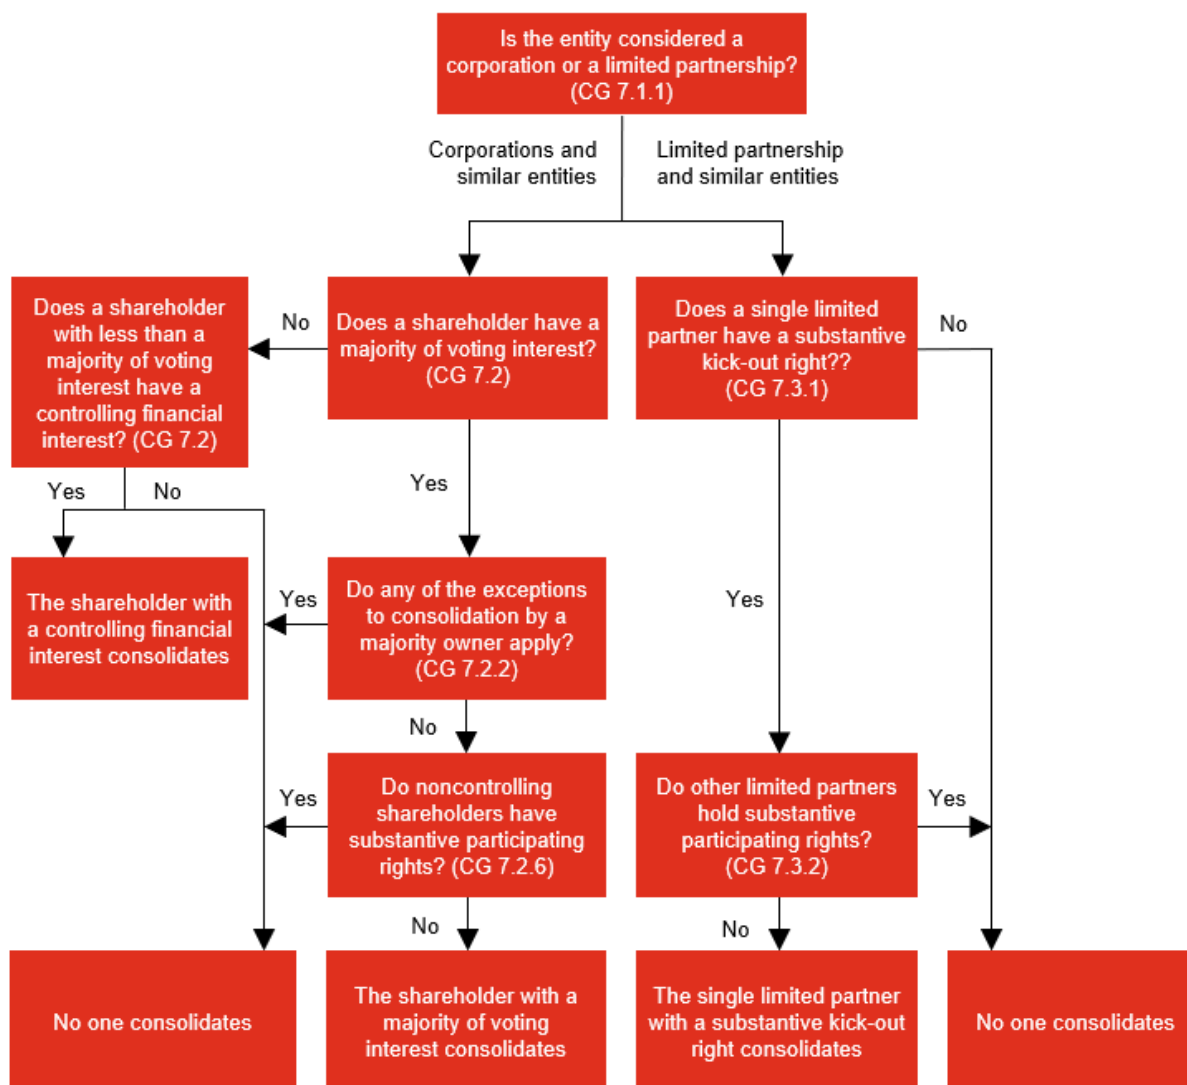 Is the entity considered a
corporation or a limited partnership?
(CG 7.1.1)
Corporations and
similar entities
Limited partnership
and similar entities
Does a shareholder
with less than a
majority of voting
interest have a
controlling financial
interest? (CG 7.2)
No
Does a shareholder have a
majority of voting interest?
(CG 7.2)
Does a single limited
partner have a substantive
kick-out right??
(CG 7.3.1)
No
Yes
No
Yes
The shareholder with
a controlling financial
interest consolidates
Yes
Do any of the exceptions
to consolidation by a
majority owner apply?
(CG 7.2.2)
Yes
No
Yes
Do noncontrolling
shareholders have
substantive participating
rights? (CG 7.2.6)
Do other limited partners
hold substantive
participating rights?
(CG 7.3.2)
Yes
No
No
No one consolidates
The shareholder with a
majority of voting
interest consolidates
The single limited partner
with a substantive kick-out
right consolidates
No one consolidates